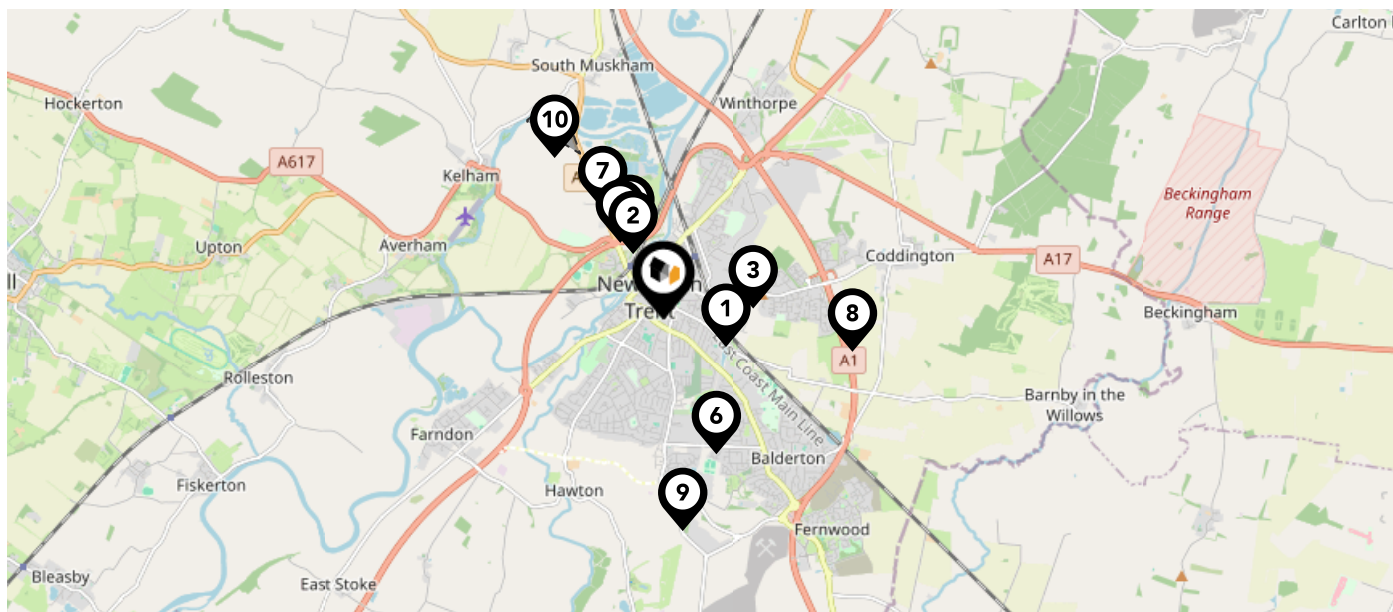 Carlton
South Muskham
Hockerton
Winthorpe
10
A617
7
Kelham
Beckingham
Range
2
Upton
Averham
Coddington
A17
3
Trent
1
8
Beckingham
East Coast Main Line
A1
Rolleston
Barnby in the
Willows
6
Farndon
Balderton
Fiskerton
Hawton
9
Fernwood
Bleasby
East Stoke